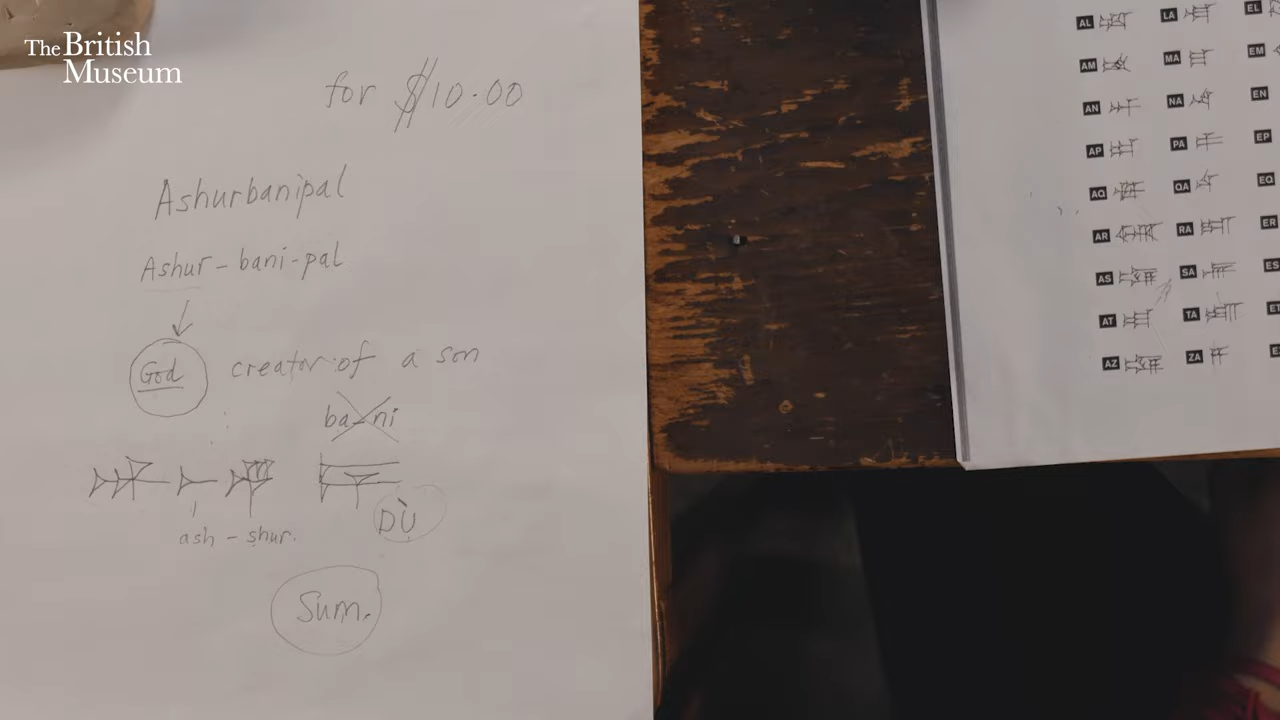 The British
Museum
for $10.00
Ashurbanipal
Ashur-bani-pal
God creator of a son
ba-ni
𒀭 𒀸 𒋩 𒆕
ash-shur.
DÙ
Sum.
AL LA EL
AM MA EM
AN NA EN
AP PA EP
AQ QA EQ
AR RA ER
AS SA ES
AT TA ET
AZ ZA